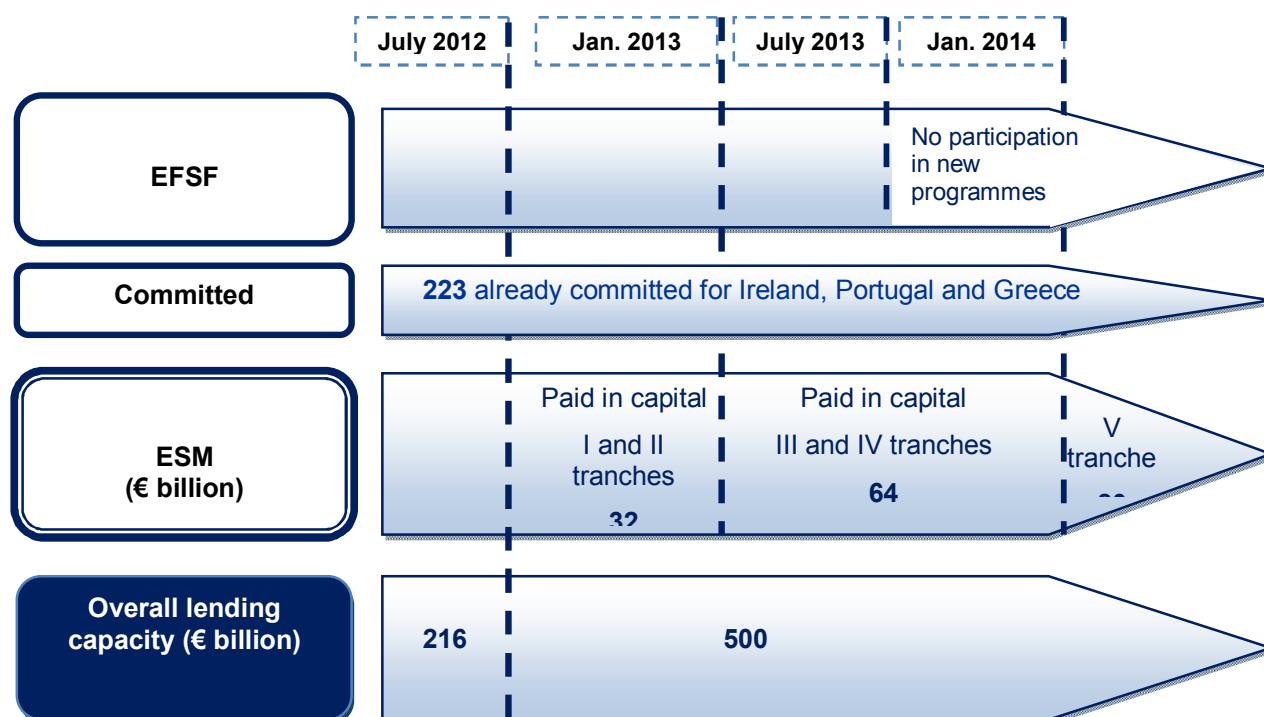 July 2012
Jan. 2013
July 2013
Jan. 2014
EFSF
No participation
in new
programmes
Committed
223 already committed for Ireland, Portugal and Greece
ESM
(€ billion)
Paid in capital
I and II
tranches
32
Paid in capital
III and IV tranches
64
V
tranche
Overall lending
capacity (€ billion)
216
500